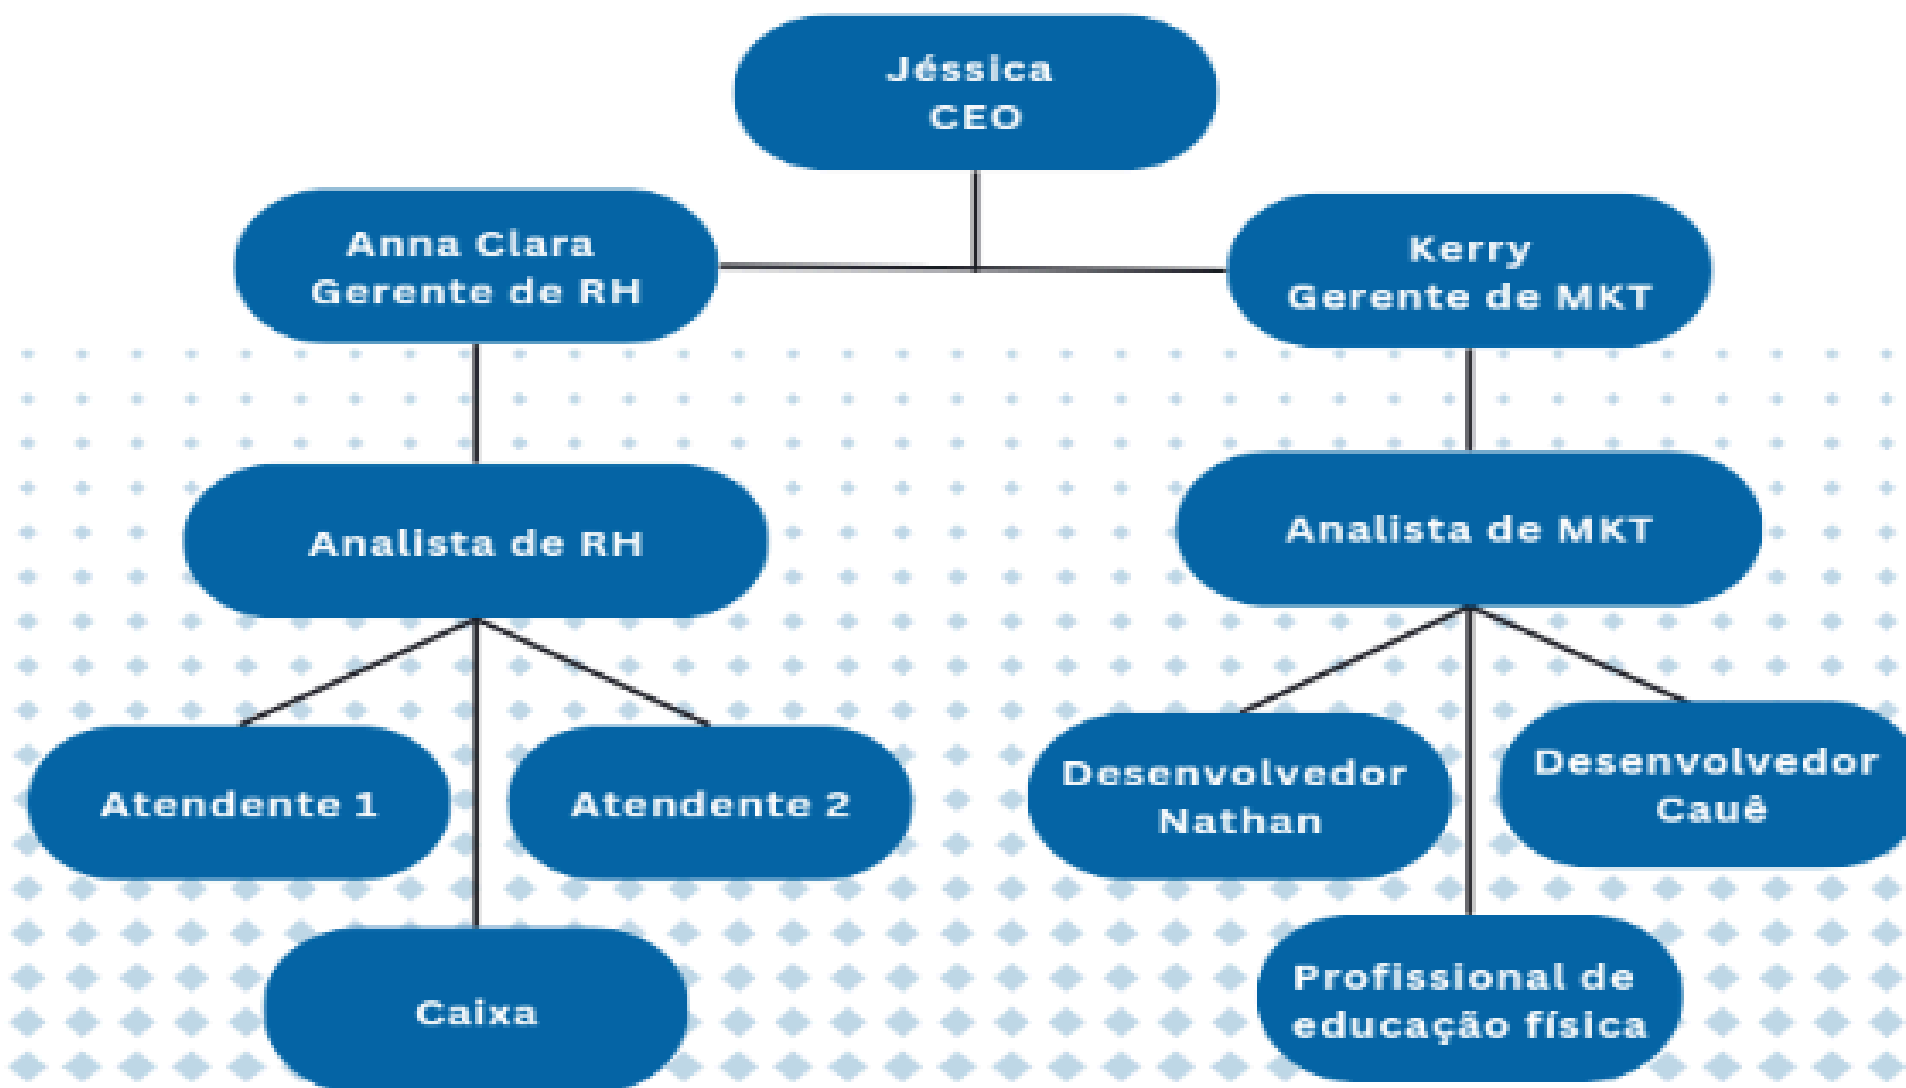 Jéssica
CEO
Anna Clara
Gerente de RH
Kerry
Gerente de MKT
Analista de RH
Analista de MKT
Atendente 1
Atendente 2
Desenvolvedor
Nathan
Desenvolvedor
Cauê
Caixa
Profissional de
educação física